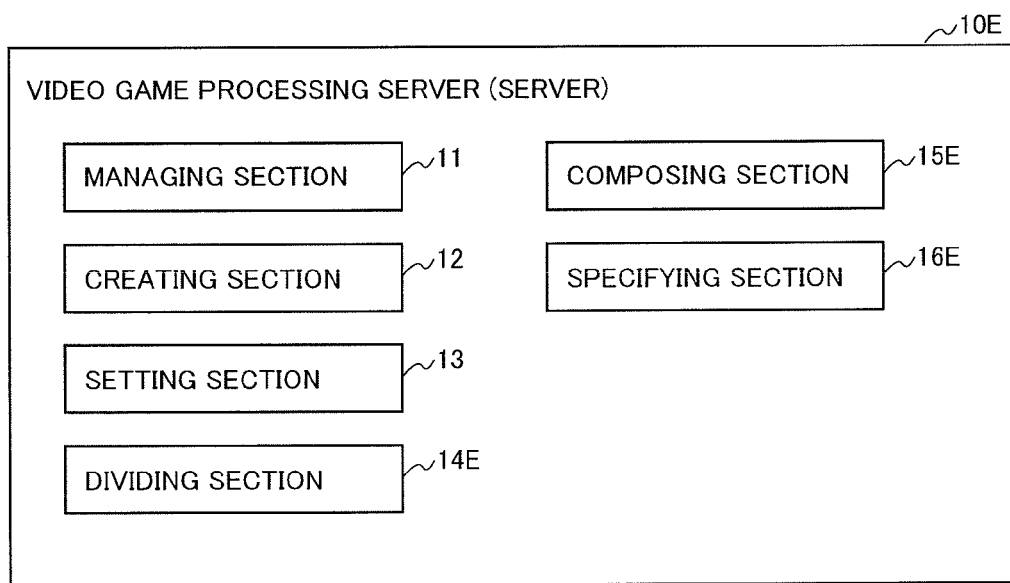 10E
VIDEO GAME PROCESSING SERVER (SERVER)
MANAGING SECTION
11
CREATING SECTION
12
SETTING SECTION
13
DIVIDING SECTION
14E
COMPOSING SECTION
15E
SPECIFYING SECTION
16E